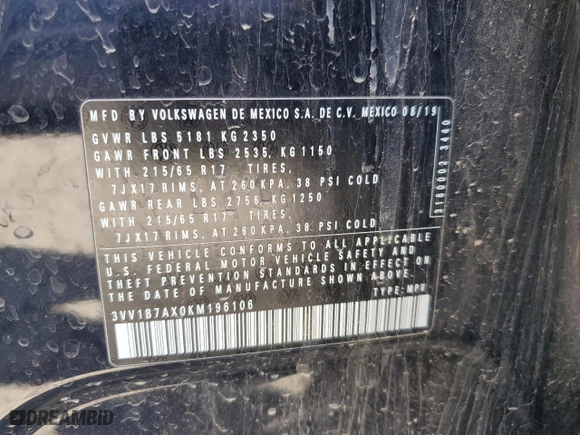 MFD BY VOLKSWAGEN DE MEXICO S.A. DE C.V. MEXICO 08/19
GVWR LBS 5181 KG 2350
GAWR FRONT LBS 2535, KG 1150
WITH 215/65 R17 TIRES,
7JX17 RIMS, AT 260 KPA, 38 PSI COLD
GAWR REAR LBS 2756, KG 1250
WITH 215/65 R17 TIRES,
7JX17 RIMS, AT 260 KPA, 38 PSI COLD
THIS VEHICLE CONFORMS TO ALL APPLICABLE
U.S. FEDERAL MOTOR VEHICLE SAFETY AND
THEFT PREVENTION STANDARDS IN EFFECT ON
THE DATE OF MANUFACTURE SHOWN ABOVE.
3VV1B7AX0KM196106 TYPE: MPV
3160002 3440
DREAMBID